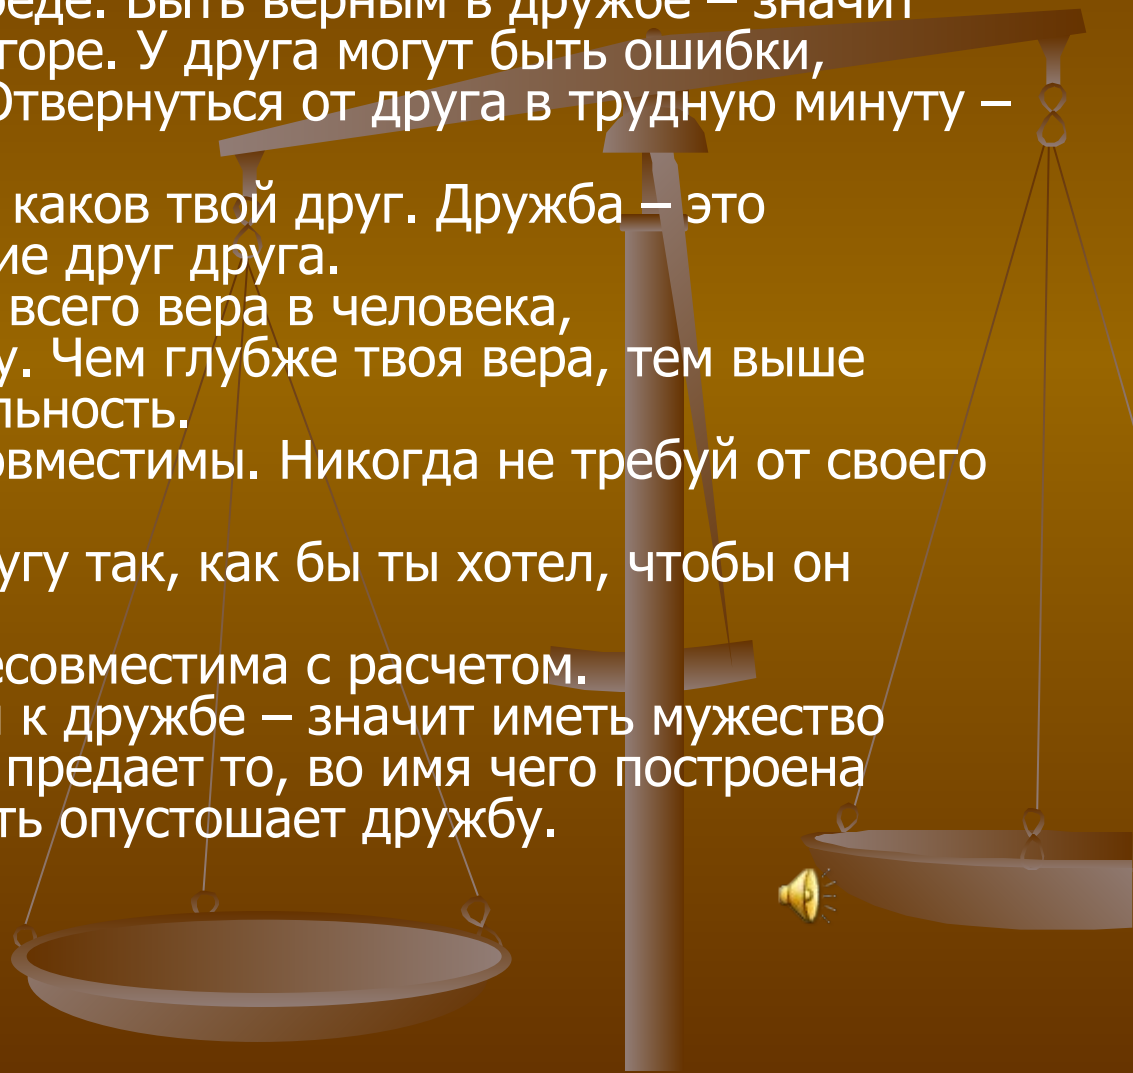 еде. Быть верным в дружбе – значит
горе. У друга могут быть ошибки,
Отвернуться от друга в трудную минуту –
каков твой друг. Дружба – это
ие друг друга.
всего вера в человека,
у. Чем глубже твоя вера, тем выше
льность.
овместимы. Никогда не требуй от своего
угу так, как бы ты хотел, чтобы он
есовместима с расчетом.
к дружбе – значит иметь мужество
предает то, во имя чего построена
ть опустошает дружбу.